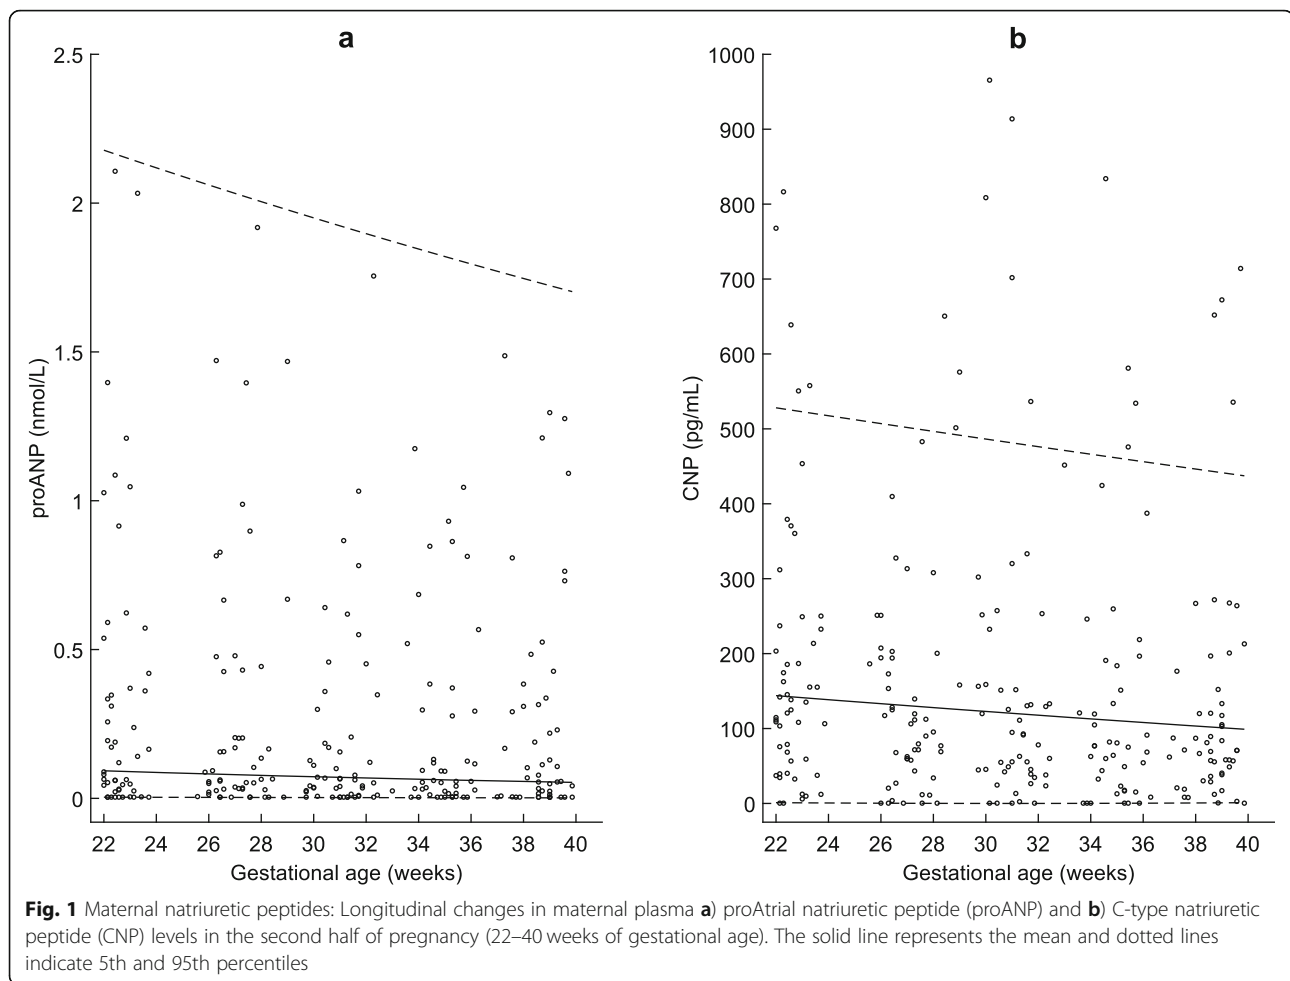 a
2.5
2
1.5
1
0.5
0
proANP (nmol/L)
22 24 26 28 30 32 34 36 38 40
Gestational age (weeks)
b
1000
900
800
700
600
500
400
300
200
100
0
CNP (pg/mL)
22 24 26 28 30 32 34 36 38 40
Gestational age (weeks)
Fig. 1 Maternal natriuretic peptides: Longitudinal changes in maternal plasma a) proAtrial natriuretic peptide (proANP) and b) C-type natriuretic
peptide (CNP) levels in the second half of pregnancy (22–40 weeks of gestational age). The solid line represents the mean and dotted lines
indicate 5th and 95th percentiles